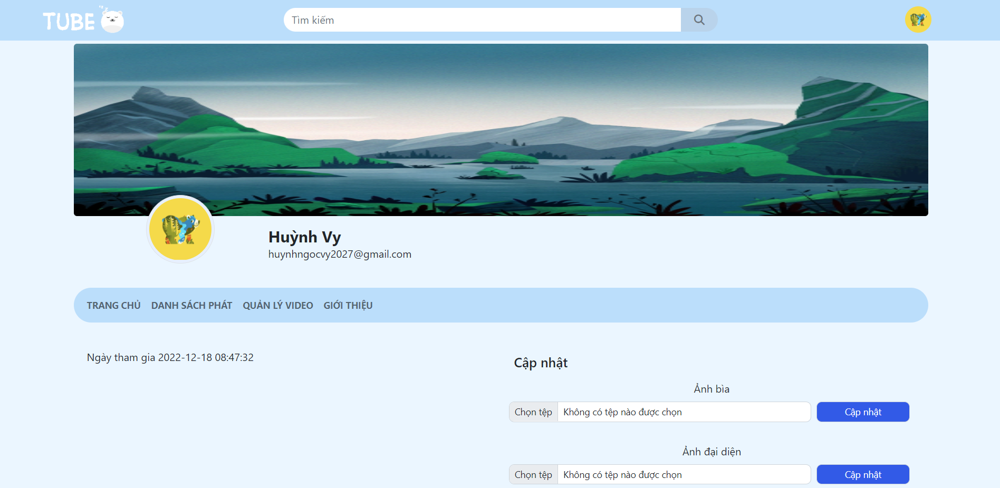 TUBE
Tìm kiếm
Huỳnh Vy
huynhngocvy2027@gmail.com
TRANG CHỦ DANH SÁCH PHÁT QUẢN LÝ VIDEO GIỚI THIỆU
Ngày tham gia 2022-12-18 08:47:32
Cập nhật
Ảnh bìa
Chọn tệp Không có tệp nào được chọn Cập nhật
Ảnh đại diện
Chọn tệp Không có tệp nào được chọn Cập nhật